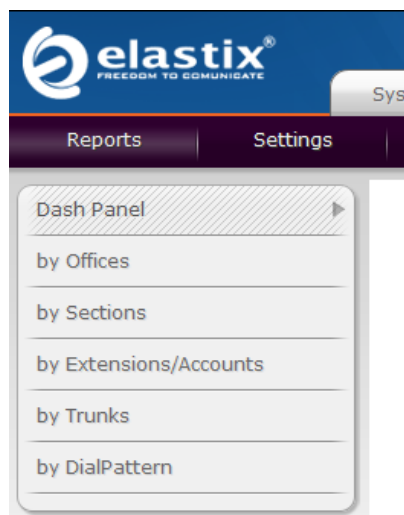 elastix®
FREEDOM TO COMUNICATE
Sys
Reports Settings
Dash Panel
by Offices
by Sections
by Extensions/Accounts
by Trunks
by DialPattern